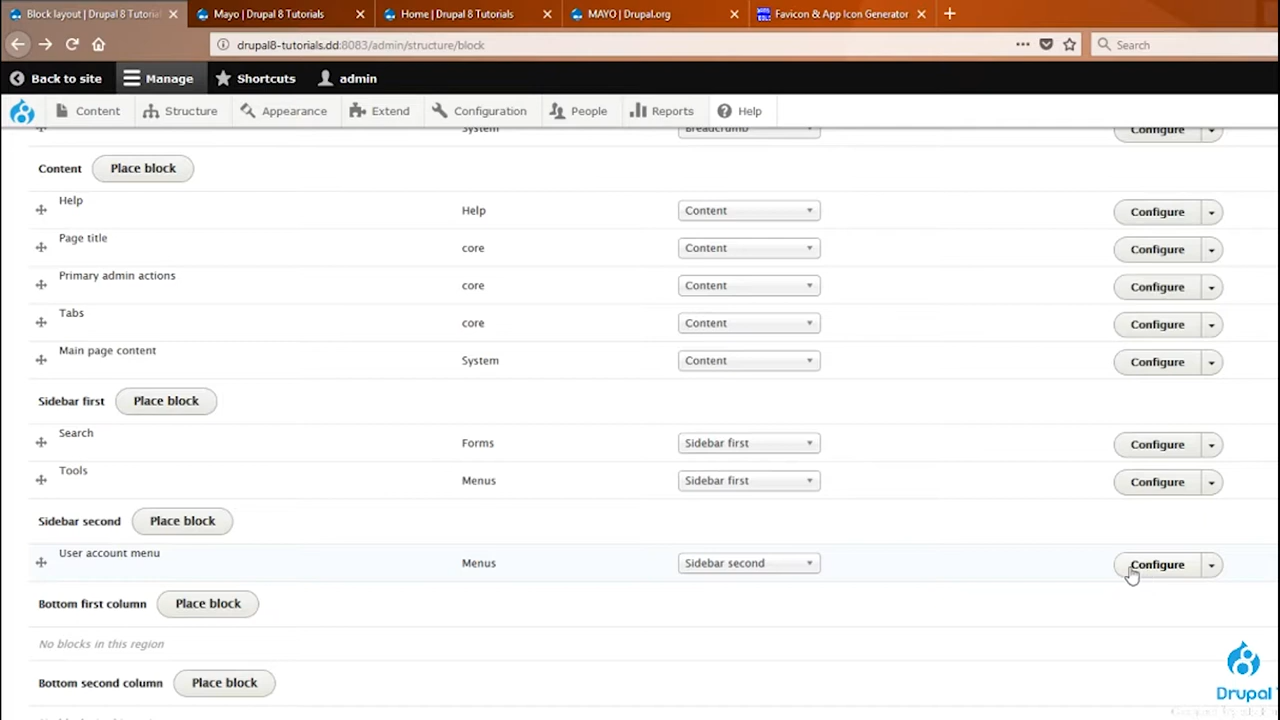 Block layout | Drupal 8 Tutorial
Mayo | Drupal 8 Tutorials
Home | Drupal 8 Tutorials
MAYO | Drupal.org
Favicon & App Icon Generator
drupal8-tutorials.dd:8083/admin/structure/block
Search
Back to site
Manage
Shortcuts
admin
Content
Structure
Appearance
Extend
Configuration
People
Reports
Help
System
Breadcrumb
Configure
Content
Place block
Help
Help
Content
Configure
Page title
core
Content
Configure
Primary admin actions
core
Content
Configure
Tabs
core
Content
Configure
Main page content
System
Content
Configure
Sidebar first
Place block
Search
Forms
Sidebar first
Configure
Tools
Menus
Sidebar first
Configure
Sidebar second
Place block
User account menu
Menus
Sidebar second
Configure
Bottom first column
Place block
No blocks in this region
Bottom second column
Place block
Drupal